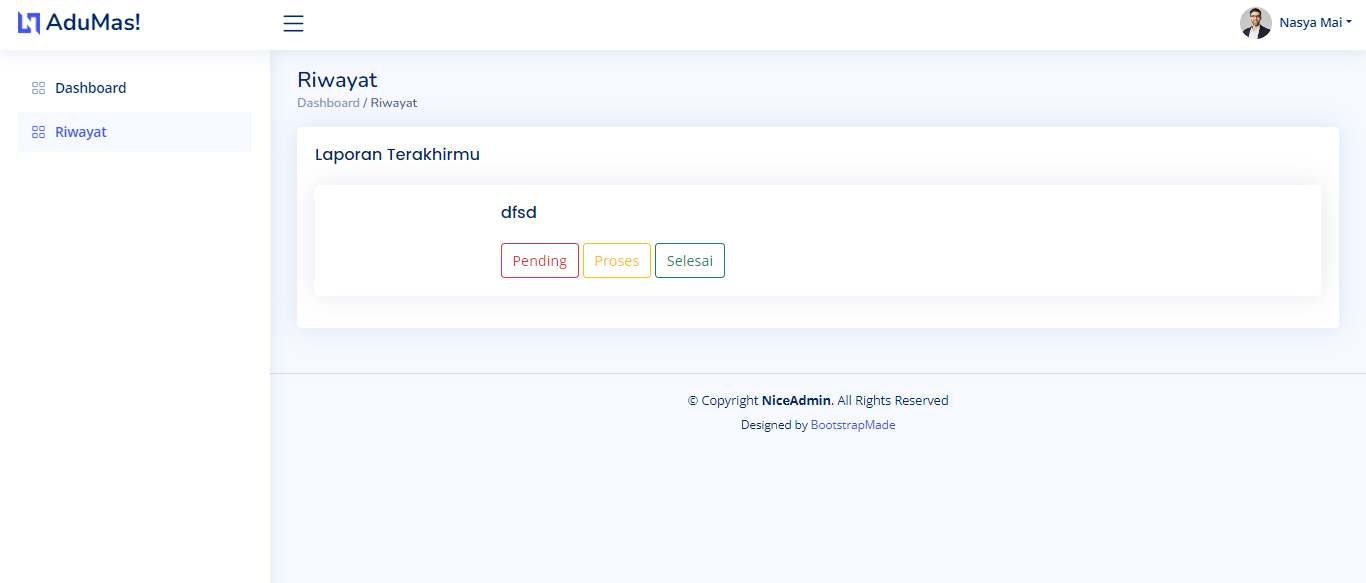 AduMas!
Nasya Mai
Dashboard
Riwayat
Riwayat
Dashboard / Riwayat
Laporan Terakhirmu
dfsd
Pending Proses Selesai
© Copyright NiceAdmin. All Rights Reserved
Designed by BootstrapMade